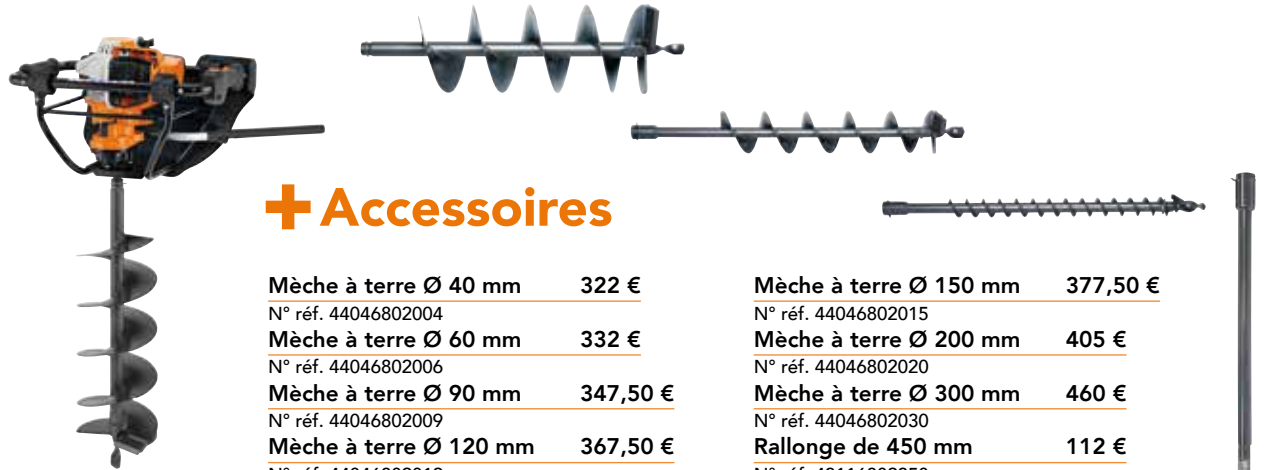 + Accessoires
Mèche à terre Ø 40 mm 322 €
N° réf. 44046802004
Mèche à terre Ø 60 mm 332 €
N° réf. 44046802006
Mèche à terre Ø 90 mm 347,50 €
N° réf. 44046802009
Mèche à terre Ø 120 mm 367,50 €
N° réf.
Mèche à terre Ø 150 mm 377,50 €
N° réf. 44046802015
Mèche à terre Ø 200 mm 405 €
N° réf. 44046802020
Mèche à terre Ø 300 mm 460 €
N° réf. 44046802030
Rallonge de 450 mm 112 €
N° réf.